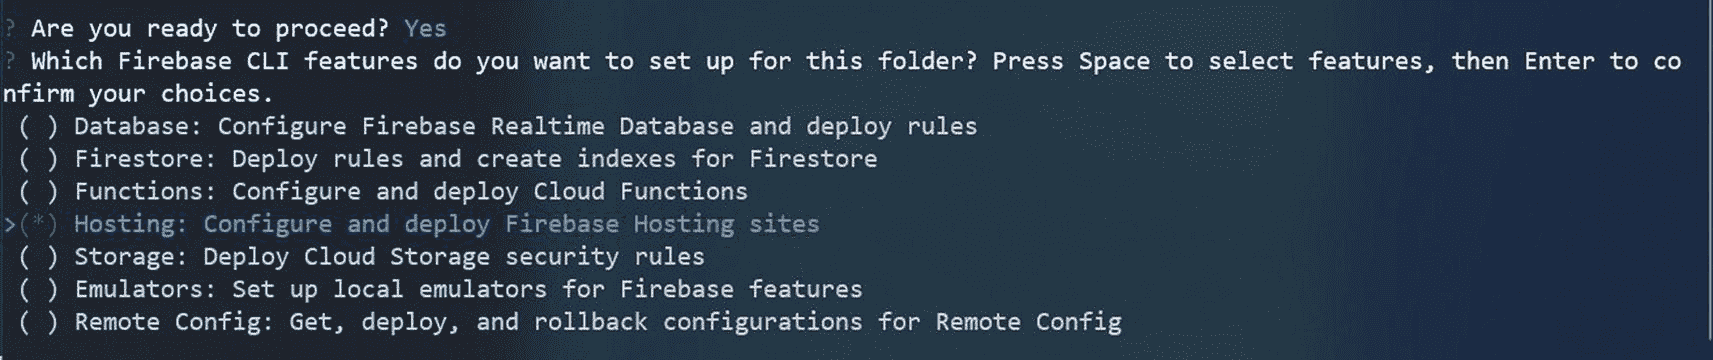 ? Are you ready to proceed? Yes
? Which Firebase CLI features do you want to set up for this folder? Press Space to select features, then Enter to co
nfirm your choices.
( ) Database: Configure Firebase Realtime Database and deploy rules
( ) Firestore: Deploy rules and create indexes for Firestore
( ) Functions: Configure and deploy Cloud Functions
>(*) Hosting: Configure and deploy Firebase Hosting sites
( ) Storage: Deploy Cloud Storage security rules
( ) Emulators: Set up local emulators for Firebase features
( ) Remote Config: Get, deploy, and rollback configurations for Remote Config